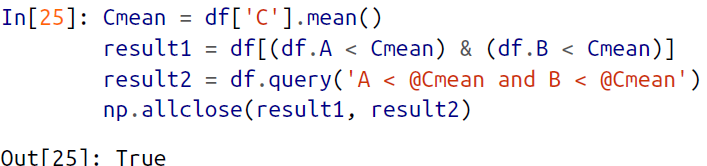 In[25]: Cmean = df['C'].mean()
result1 = df[(df.A < Cmean) & (df.B < Cmean)]
result2 = df.query('A < @Cmean and B < @Cmean')
np.allclose(result1, result2)
Out[25]: True